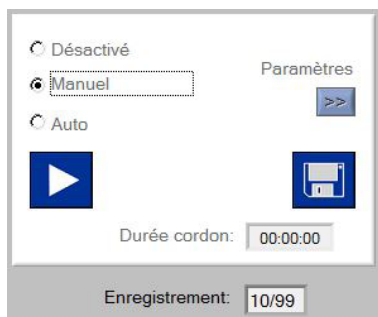 Désactivé
Manuel
Auto
Paramètres
>>
Durée cordon: 00:00:00
Enregistrement: 10/99